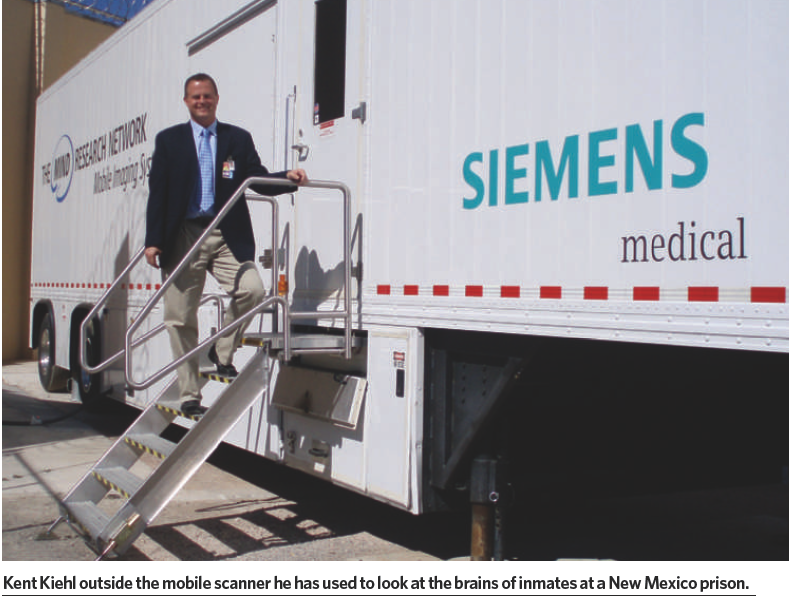 THE MIND RESEARCH NETWORK
Mobile Imaging
SIEMENS
medical
Kent Kiehl outside the mobile scanner he has used to look at the brains of inmates at a New Mexico prison.